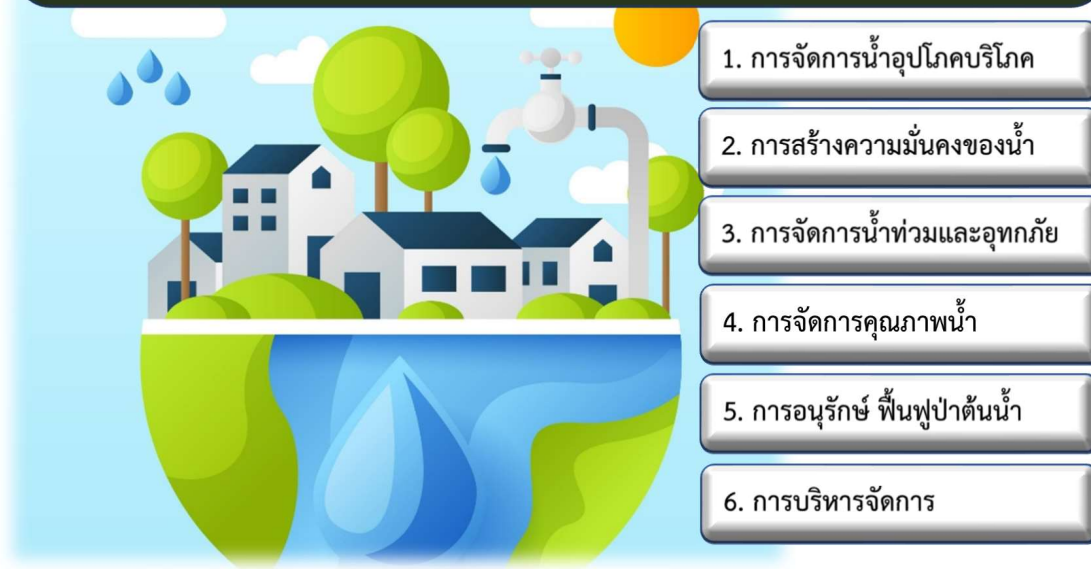 1. การจัดการน้ำอุปโภคบริโภค
2. การสร้างความมั่นคงของน้ำ
3. การจัดการน้ำท่วมและอุทกภัย
4. การจัดการคุณภาพน้ำ
5. การอนุรักษ์ ฟื้นฟูป่าต้นน้ำ
6. การบริหารจัดการ